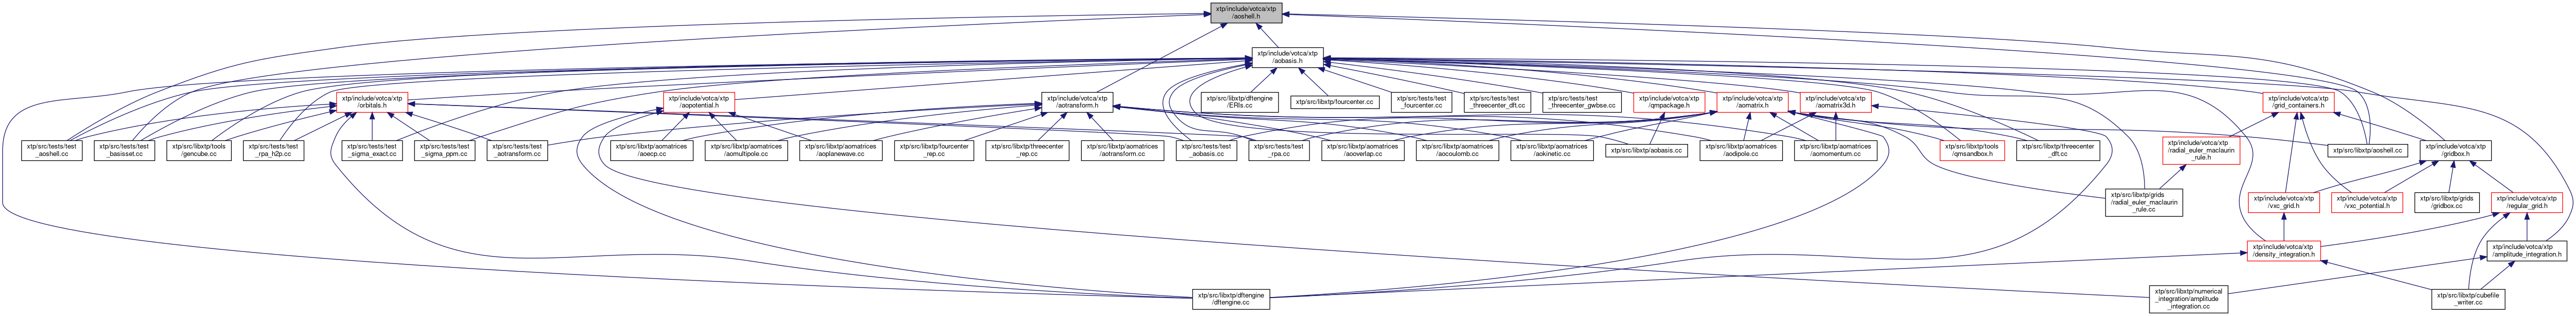 xtp/include/votca/xtp
/aoshell.h
xtp/include/votca/xtp
/aobasis.h
xtp/include/votca/xtp
/orbitals.h
xtp/include/votca/xtp
/aopotential.h
xtp/include/votca/xtp
/aotransform.h
xtp/src/libxtp/dftengine
/ERIs.cc
xtp/src/libxtp/fourcenter.cc
xtp/src/tests/test
_fourcenter.cc
xtp/src/tests/test
_threecenter_dft.cc
xtp/src/tests/test
_threecenter_gwbse.cc
xtp/include/votca/xtp
/qmpackage.h
xtp/include/votca/xtp
/aomatrix.h
xtp/include/votca/xtp
/aomatrix3d.h
xtp/include/votca/xtp
/grid_containers.h
xtp/src/tests/test
_aoshell.cc
xtp/src/tests/test
_basisset.cc
xtp/src/libxtp/tools
/gencube.cc
xtp/src/tests/test
_rpa_h2p.cc
xtp/src/tests/test
_sigma_exact.cc
xtp/src/tests/test
_sigma_ppm.cc
xtp/src/tests/test
_aotransform.cc
xtp/src/libxtp/aomatrices
/aoecp.cc
xtp/src/libxtp/aomatrices
/aomultipole.cc
xtp/src/libxtp/aomatrices
/aoplanewave.cc
xtp/src/libxtp/fourcenter
_rep.cc
xtp/src/libxtp/threecenter
_rep.cc
xtp/src/libxtp/aomatrices
/aotransform.cc
xtp/src/tests/test
_aobasis.cc
xtp/src/tests/test
_rpa.cc
xtp/src/libxtp/aomatrices
/aooverlap.cc
xtp/src/libxtp/aomatrices
/aocoulomb.cc
xtp/src/libxtp/aomatrices
/aokinetic.cc
xtp/src/libxtp/aobasis.cc
xtp/src/libxtp/aomatrices
/aodipole.cc
xtp/src/libxtp/aomatrices
/aomomentum.cc
xtp/src/libxtp/tools
/qmsandbox.h
xtp/src/libxtp/threecenter
_dft.cc
xtp/include/votca/xtp
/radial_euler_maclaurin
_rule.h
xtp/src/libxtp/aoshell.cc
xtp/include/votca/xtp
/gridbox.h
xtp/src/libxtp/grids
/radial_euler_maclaurin
_rule.cc
xtp/include/votca/xtp
/vxc_grid.h
xtp/include/votca/xtp
/vxc_potential.h
xtp/src/libxtp/grids
/gridbox.cc
xtp/include/votca/xtp
/regular_grid.h
xtp/include/votca/xtp
/density_integration.h
xtp/include/votca/xtp
/amplitude_integration.h
xtp/src/libxtp/dftengine
/dftengine.cc
xtp/src/libxtp/numerical
_integration/amplitude
_integration.cc
xtp/src/libxtp/cubefile
_writer.cc